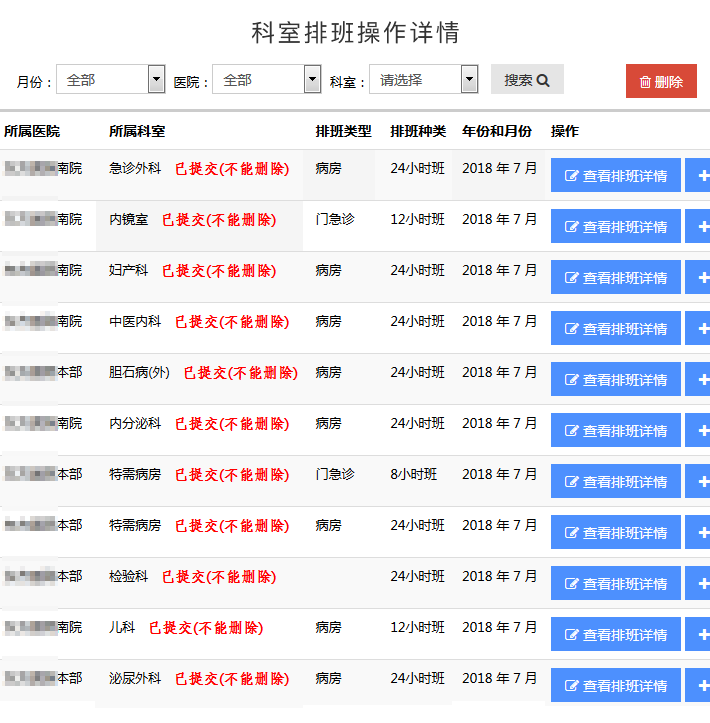 科室排班操作详情
月份： 全部 医院： 全部 科室： 请选择 搜索 删除
所属医院 所属科室 排班类型 排班种类 年份和月份 操作
南院 急诊外科 已提交(不能删除) 病房 24小时班 2018 年 7 月 查看排班详情
南院 内镜室 已提交(不能删除) 门急诊 12小时班 2018 年 7 月 查看排班详情
南院 妇产科 已提交(不能删除) 病房 24小时班 2018 年 7 月 查看排班详情
南院 中医内科 已提交(不能删除) 病房 24小时班 2018 年 7 月 查看排班详情
本部 胆石病(外) 已提交(不能删除) 病房 24小时班 2018 年 7 月 查看排班详情
南院 内分泌科 已提交(不能删除) 病房 24小时班 2018 年 7 月 查看排班详情
本部 特需病房 已提交(不能删除) 门急诊 8小时班 2018 年 7 月 查看排班详情
本部 特需病房 已提交(不能删除) 病房 24小时班 2018 年 7 月 查看排班详情
本部 检验科 已提交(不能删除) 24小时班 2018 年 7 月 查看排班详情
南院 儿科 已提交(不能删除) 病房 12小时班 2018 年 7 月 查看排班详情
本部 泌尿外科 已提交(不能删除) 病房 24小时班 2018 年 7 月 查看排班详情